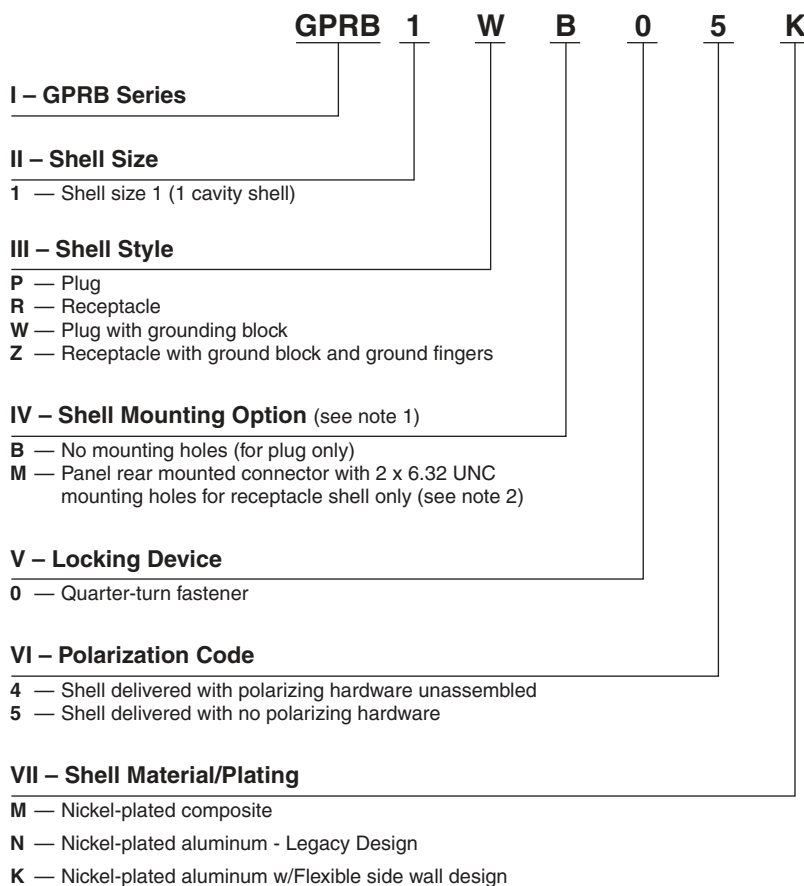 GPRB 1 W B 0 5 K
I – GPRB Series
II – Shell Size
1 — Shell size 1 (1 cavity shell)
III – Shell Style
P — Plug
R — Receptacle
W — Plug with grounding block
Z — Receptacle with ground block and ground fingers
IV – Shell Mounting Option (see note 1)
B — No mounting holes (for plug only)
M — Panel rear mounted connector with 2 x 6.32 UNC
mounting holes for receptacle shell only (see note 2)
V – Locking Device
0 — Quarter-turn fastener
VI – Polarization Code
4 — Shell delivered with polarizing hardware unassembled
5 — Shell delivered with no polarizing hardware
VII – Shell Material/Plating
M — Nickel-plated composite
N — Nickel-plated aluminum - Legacy Design
K — Nickel-plated aluminum w/Flexible side wall design